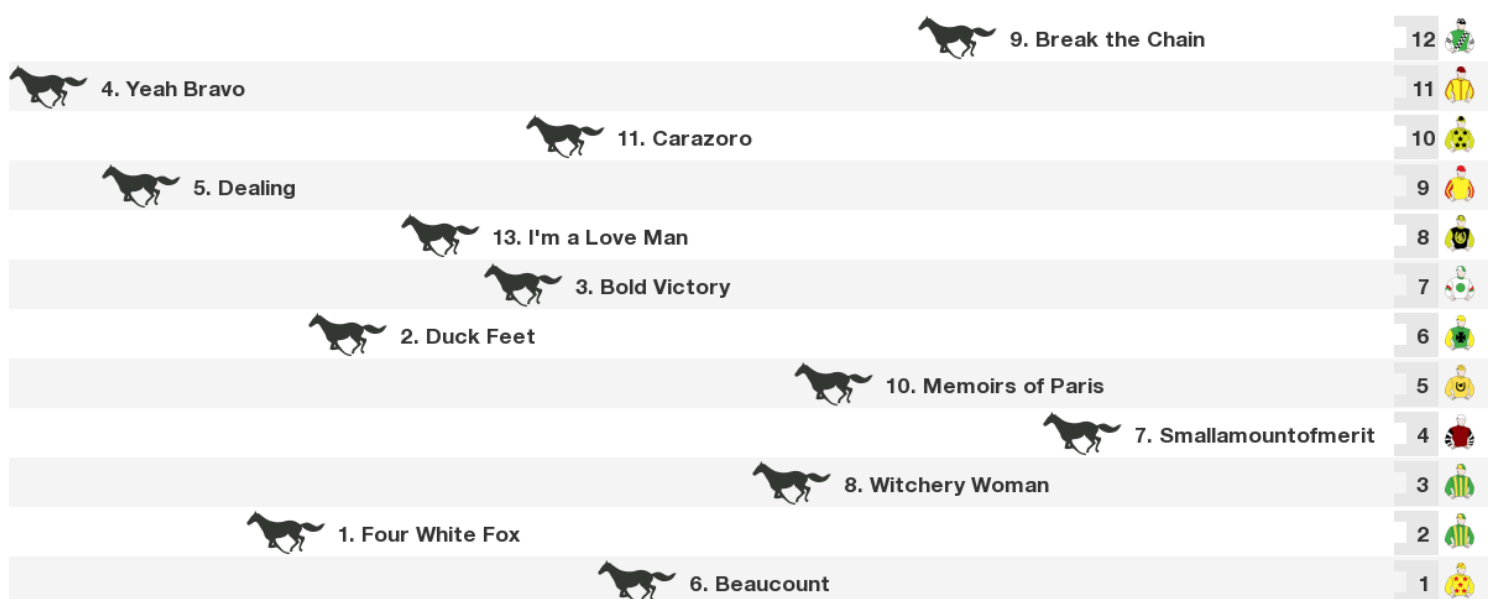 9. Break the Chain 12
4. Yeah Bravo 11
11. Carazoro 10
5. Dealing 9
13. I'm a Love Man 8
3. Bold Victory 7
2. Duck Feet 6
10. Memoirs of Paris 5
7. Smallamountofmerit 4
8. Witchery Woman 3
1. Four White Fox 2
6. Beaucount 1